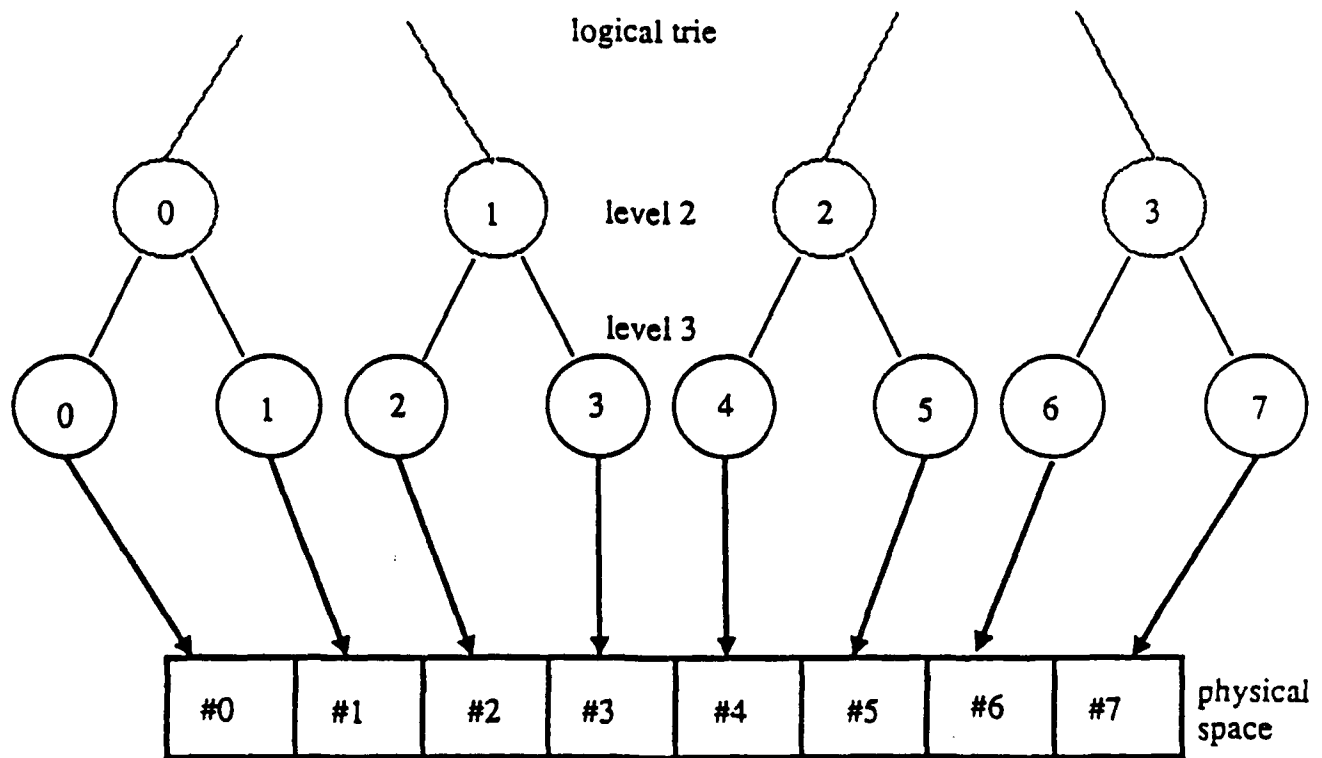 logical trie
0 1 level 2 2 3
level 3
0 1 2 3 4 5 6 7
#0 #1 #2 #3 #4 #5 #6 #7
physical
space